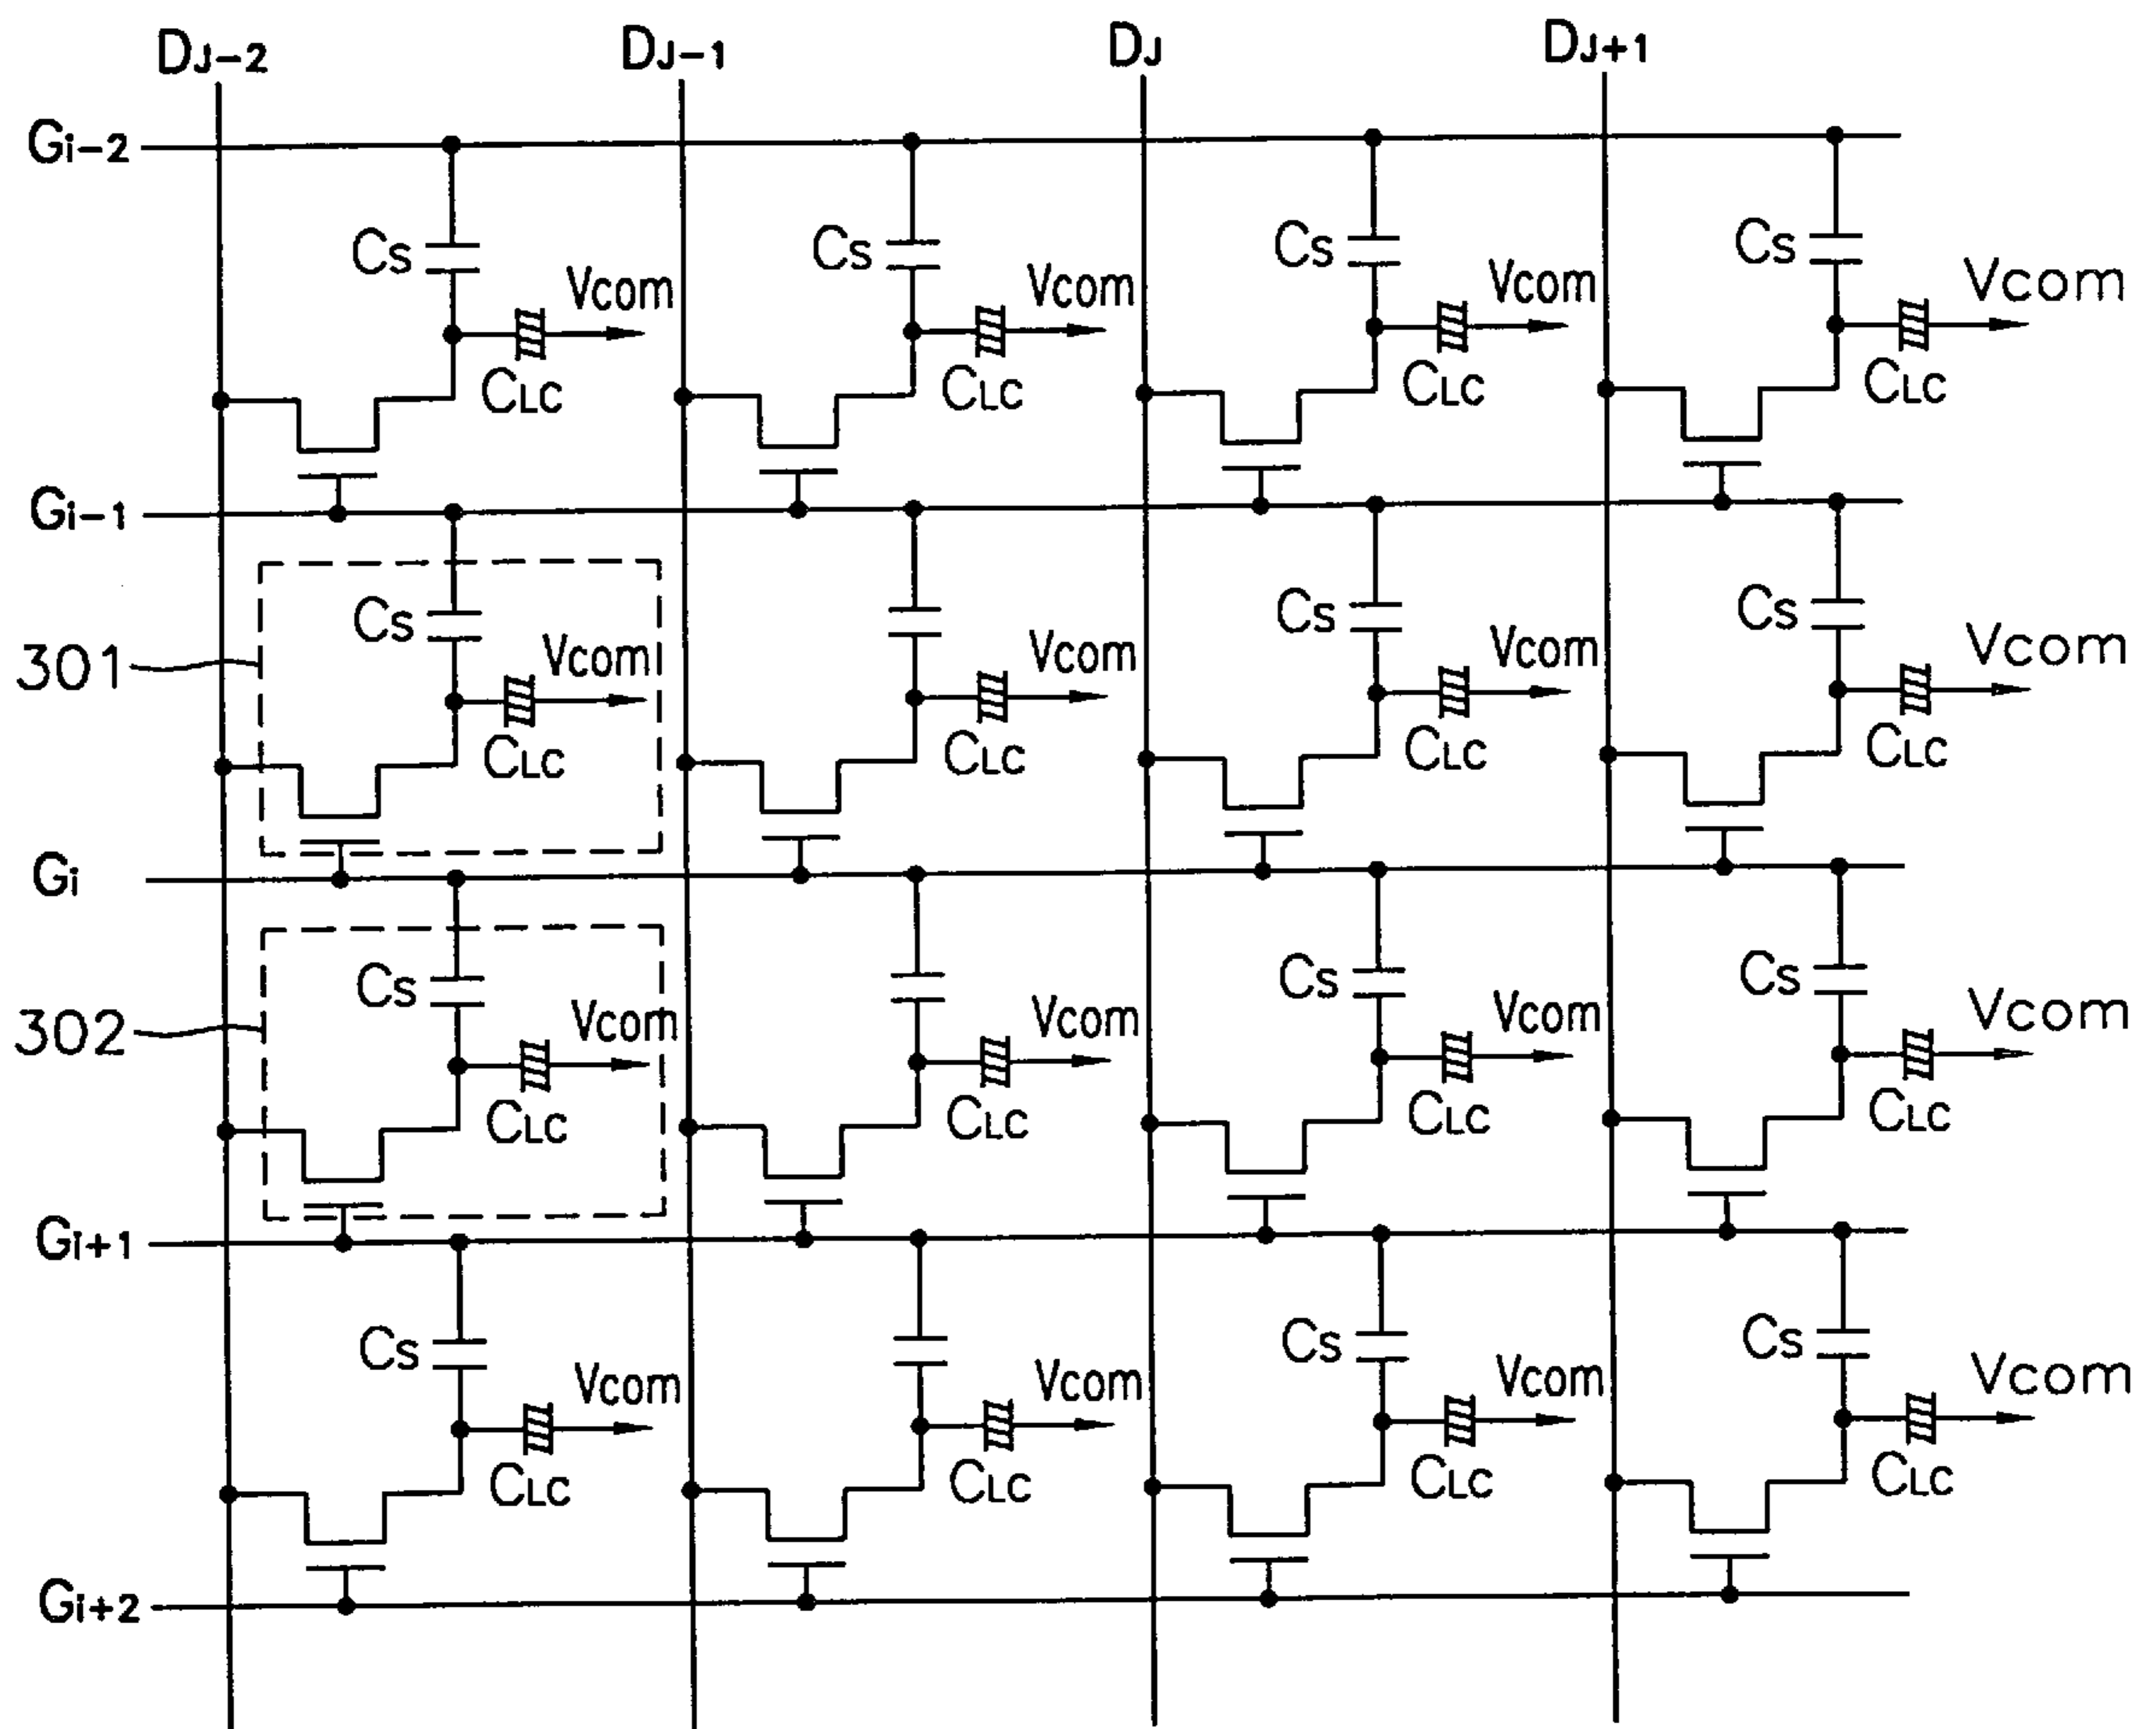 DJ-2 DJ-1 DJ DJ+1
Gi-2
Cs Cs Cs Cs
Vcom Vcom Vcom Vcom
CLC CLC CLC CLC
Gi-1
Cs Cs Cs
301 Vcom Vcom Vcom Vcom
CLC CLC CLC CLC
Gi
Cs Cs Cs
302 Vcom Vcom Vcom Vcom
CLC CLC CLC CLC
Gi+1
Cs Cs Cs
Vcom Vcom Vcom Vcom
CLC CLC CLC CLC
Gi+2